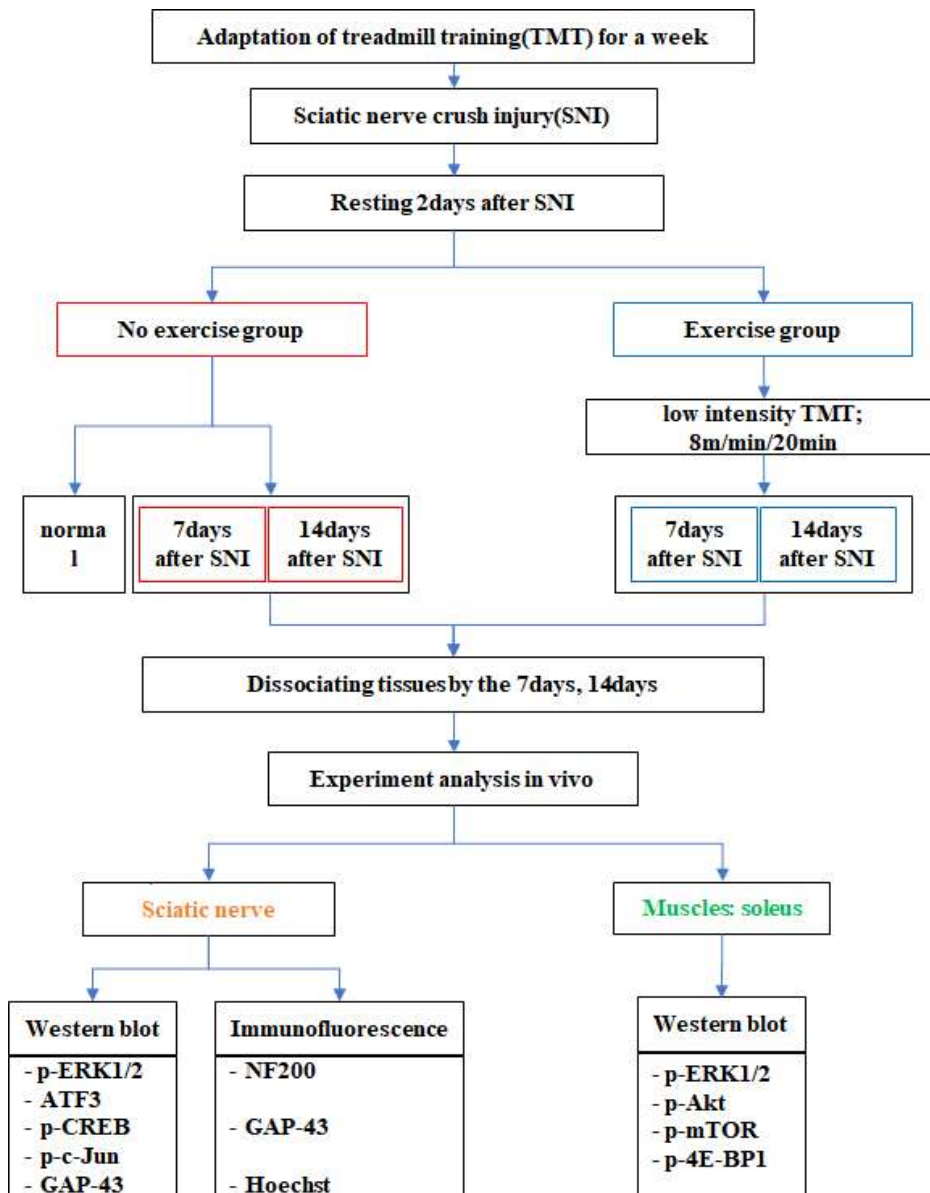 Adaptation of treadmill training(TMT) for a week
Sciatic nerve crush injury(SNI)
Resting 2days after SNI
No exercise group
Exercise group
low intensity TMT;
8m/min/20min
norma
l
7days
after SNI
14days
after SNI
7days
after SNI
14days
after SNI
Dissociating tissues by the 7days, 14days
Experiment analysis in vivo
Sciatic nerve
Muscles: soleus
Western blot
- p-ERK1/2
- ATF3
- p-CREB
- p-c-Jun
- GAP-43
Immunofluorescence
- NF200
- GAP-43
- Hoechst
Western blot
- p-ERK1/2
- p-Akt
- p-mTOR
- p-4E-BP1